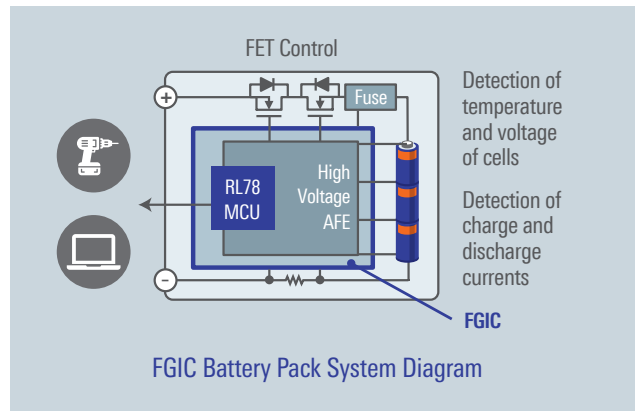 FET Control
+
Fuse
Detection of
temperature
and voltage
of cells
RL78
MCU
High
Voltage
AFE
Detection of
charge and
discharge
currents
−
FGIC
FGIC Battery Pack System Diagram